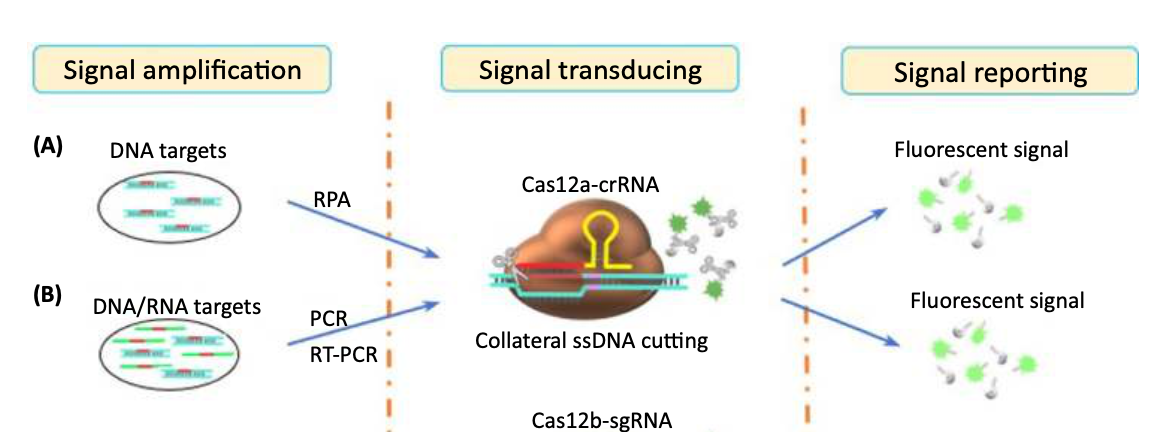 Signal amplification
Signal transducing
Signal reporting
(A)
DNA targets
RPA
Cas12a-crRNA
Fluorescent signal
(B)
DNA/RNA targets
PCR
RT-PCR
Collateral ssDNA cutting
Fluorescent signal
Cas12b-sgRNA